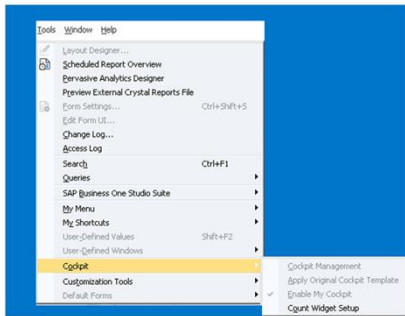 Tools Window Help
Layout Designer...
Scheduled Report Overview
Pervasive Analytics Designer
Preview External Crystal Reports File
Form Settings... Ctrl+Shift+S
Edit Form UI...
Change Log...
Access Log
Search Ctrl+F1
Queries
SAP Business One Studio Suite
My Menu
My Shortcuts
User-Defined Values Shift+F2
User-Defined Windows
Cockpit
Customization Tools
Default Forms
Cockpit Management
Apply Original Cockpit Template
Enable My Cockpit
Count Widget Setup